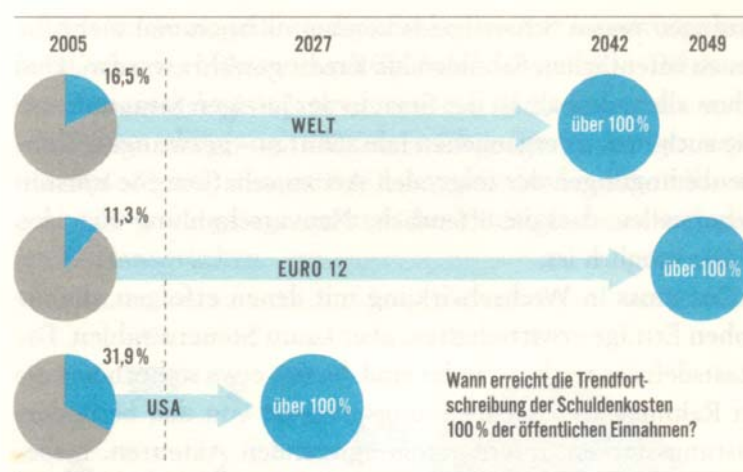 2005
2027
2042
2049
16,5%
WELT
über 100 %
11,3%
EURO 12
über 100 %
31,9%
USA
über 100 %
Wann erreicht die Trendfort-
schreibung der Schuldenkosten
100 % der öffentlichen Einnahmen?